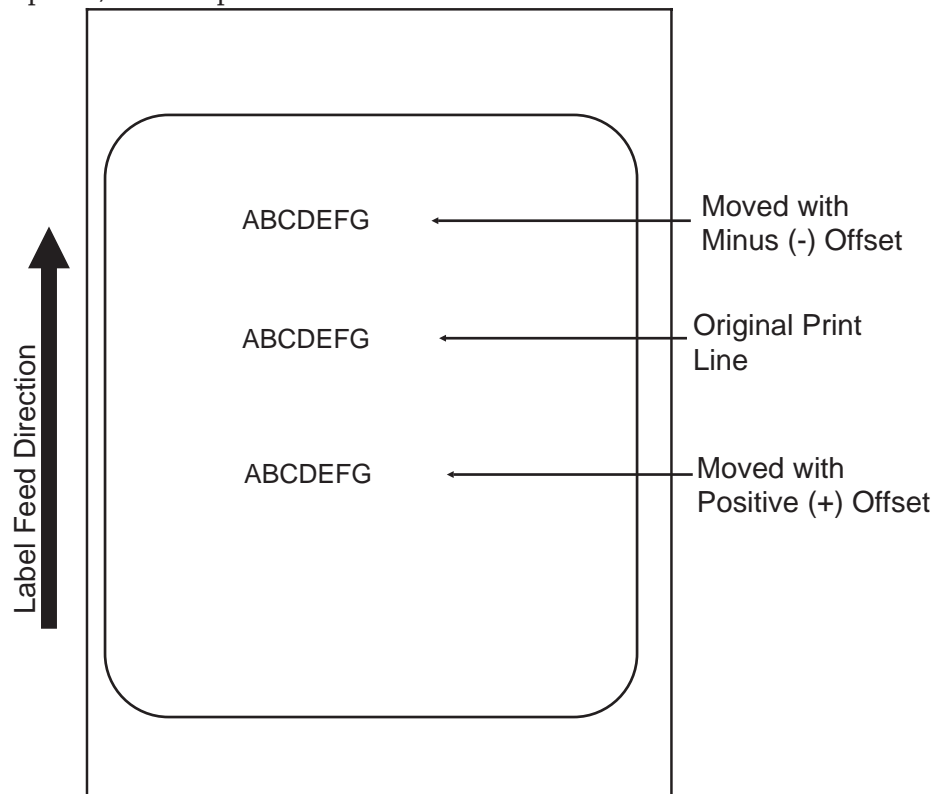 ABCDEFG
Moved with
Minus (-) Offset
ABCDEFG
Original Print
Line
ABCDEFG
Moved with
Positive (+) Offset
Label Feed Direction